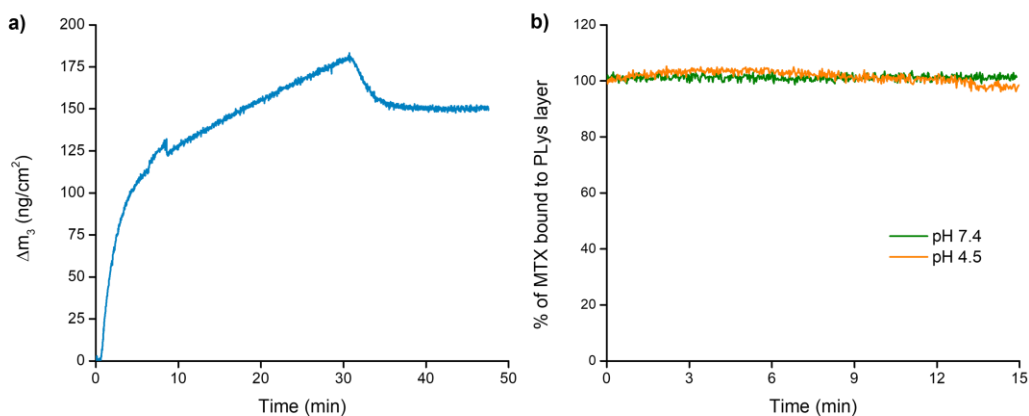 a)
200
175
150
125
100
75
50
25
0
Δm₃ (ng/cm²)
0 10 20 30 40 50
Time (min)
b)
120
100
80
60
40
20
0
% of MTX bound to PLys layer
pH 7.4
pH 4.5
0 3 6 9 12 15
Time (min)